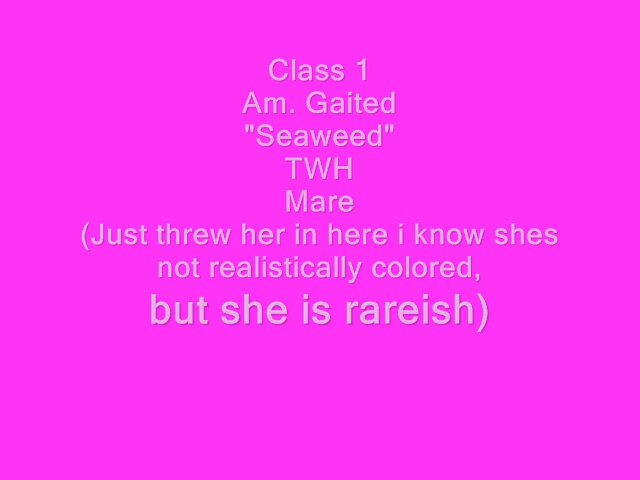 Class 1
Am. Gaited
"Seaweed"
TWH
Mare
(Just threw her in here i know shes
not realistically colored,
but she is rareish)